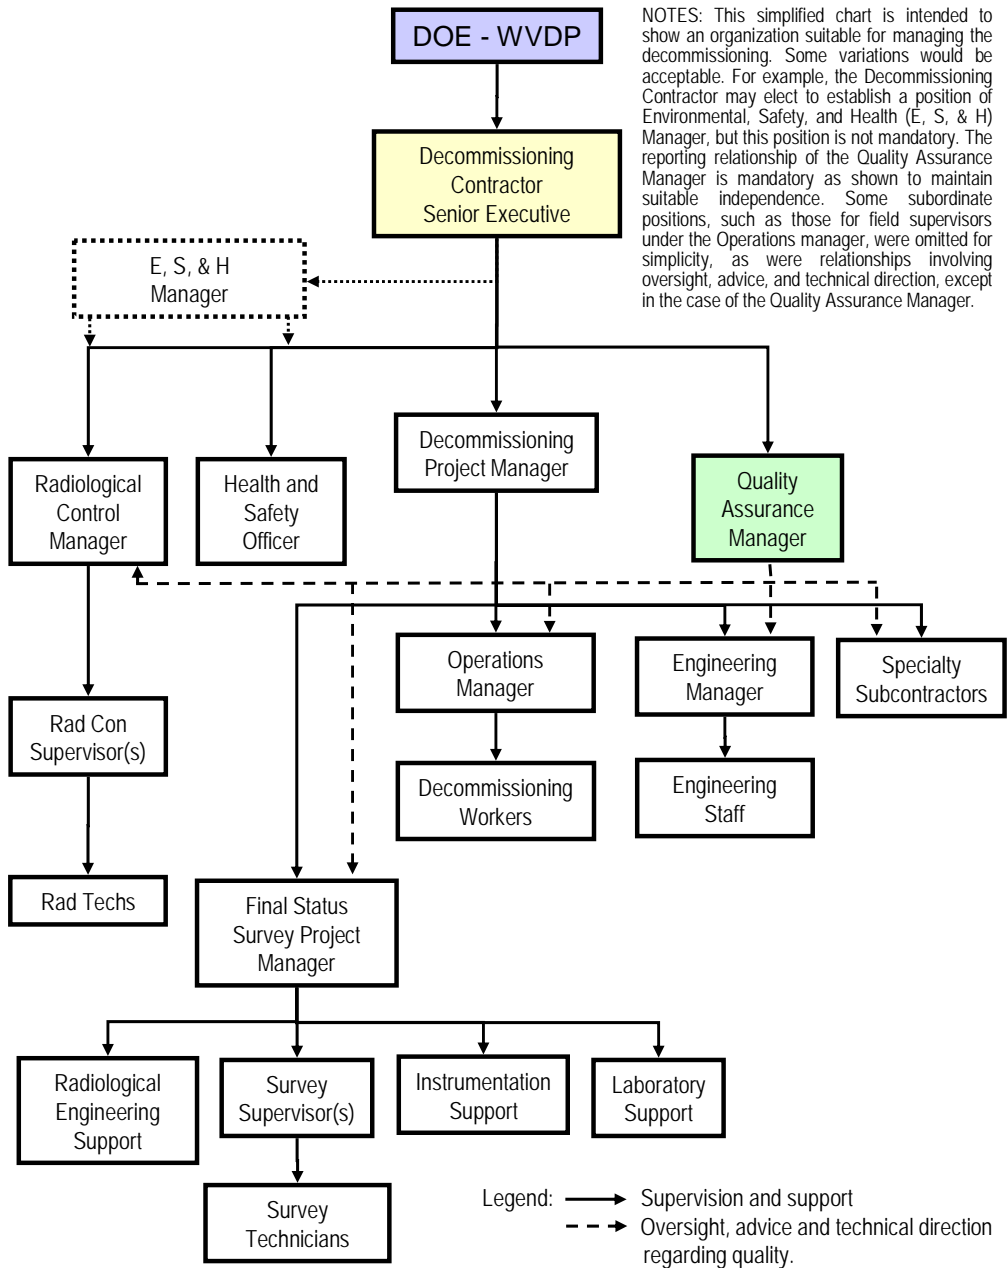 DOE - WVDP
NOTES: This simplified chart is intended to
show an organization suitable for managing the
decommissioning. Some variations would be
acceptable. For example, the Decommissioning
Contractor may elect to establish a position of
Environmental, Safety, and Health (E, S, & H)
Manager, but this position is not mandatory. The
reporting relationship of the Quality Assurance
Manager is mandatory as shown to maintain
suitable independence. Some subordinate
positions, such as those for field supervisors
under the Operations manager, were omitted for
simplicity, as were relationships involving
oversight, advice, and technical direction, except
in the case of the Quality Assurance Manager.
Decommissioning
Contractor
Senior Executive
E, S, & H
Manager
Radiological
Control
Manager
Health and
Safety
Officer
Decommissioning
Project Manager
Quality
Assurance
Manager
Operations
Manager
Engineering
Manager
Specialty
Subcontractors
Rad Con
Supervisor(s)
Decommissioning
Workers
Engineering
Staff
Rad Techs
Final Status
Survey Project
Manager
Radiological
Engineering
Support
Survey
Supervisor(s)
Instrumentation
Support
Laboratory
Support
Survey
Technicians
Legend:
Supervision and support
Oversight, advice and technical direction
regarding quality.